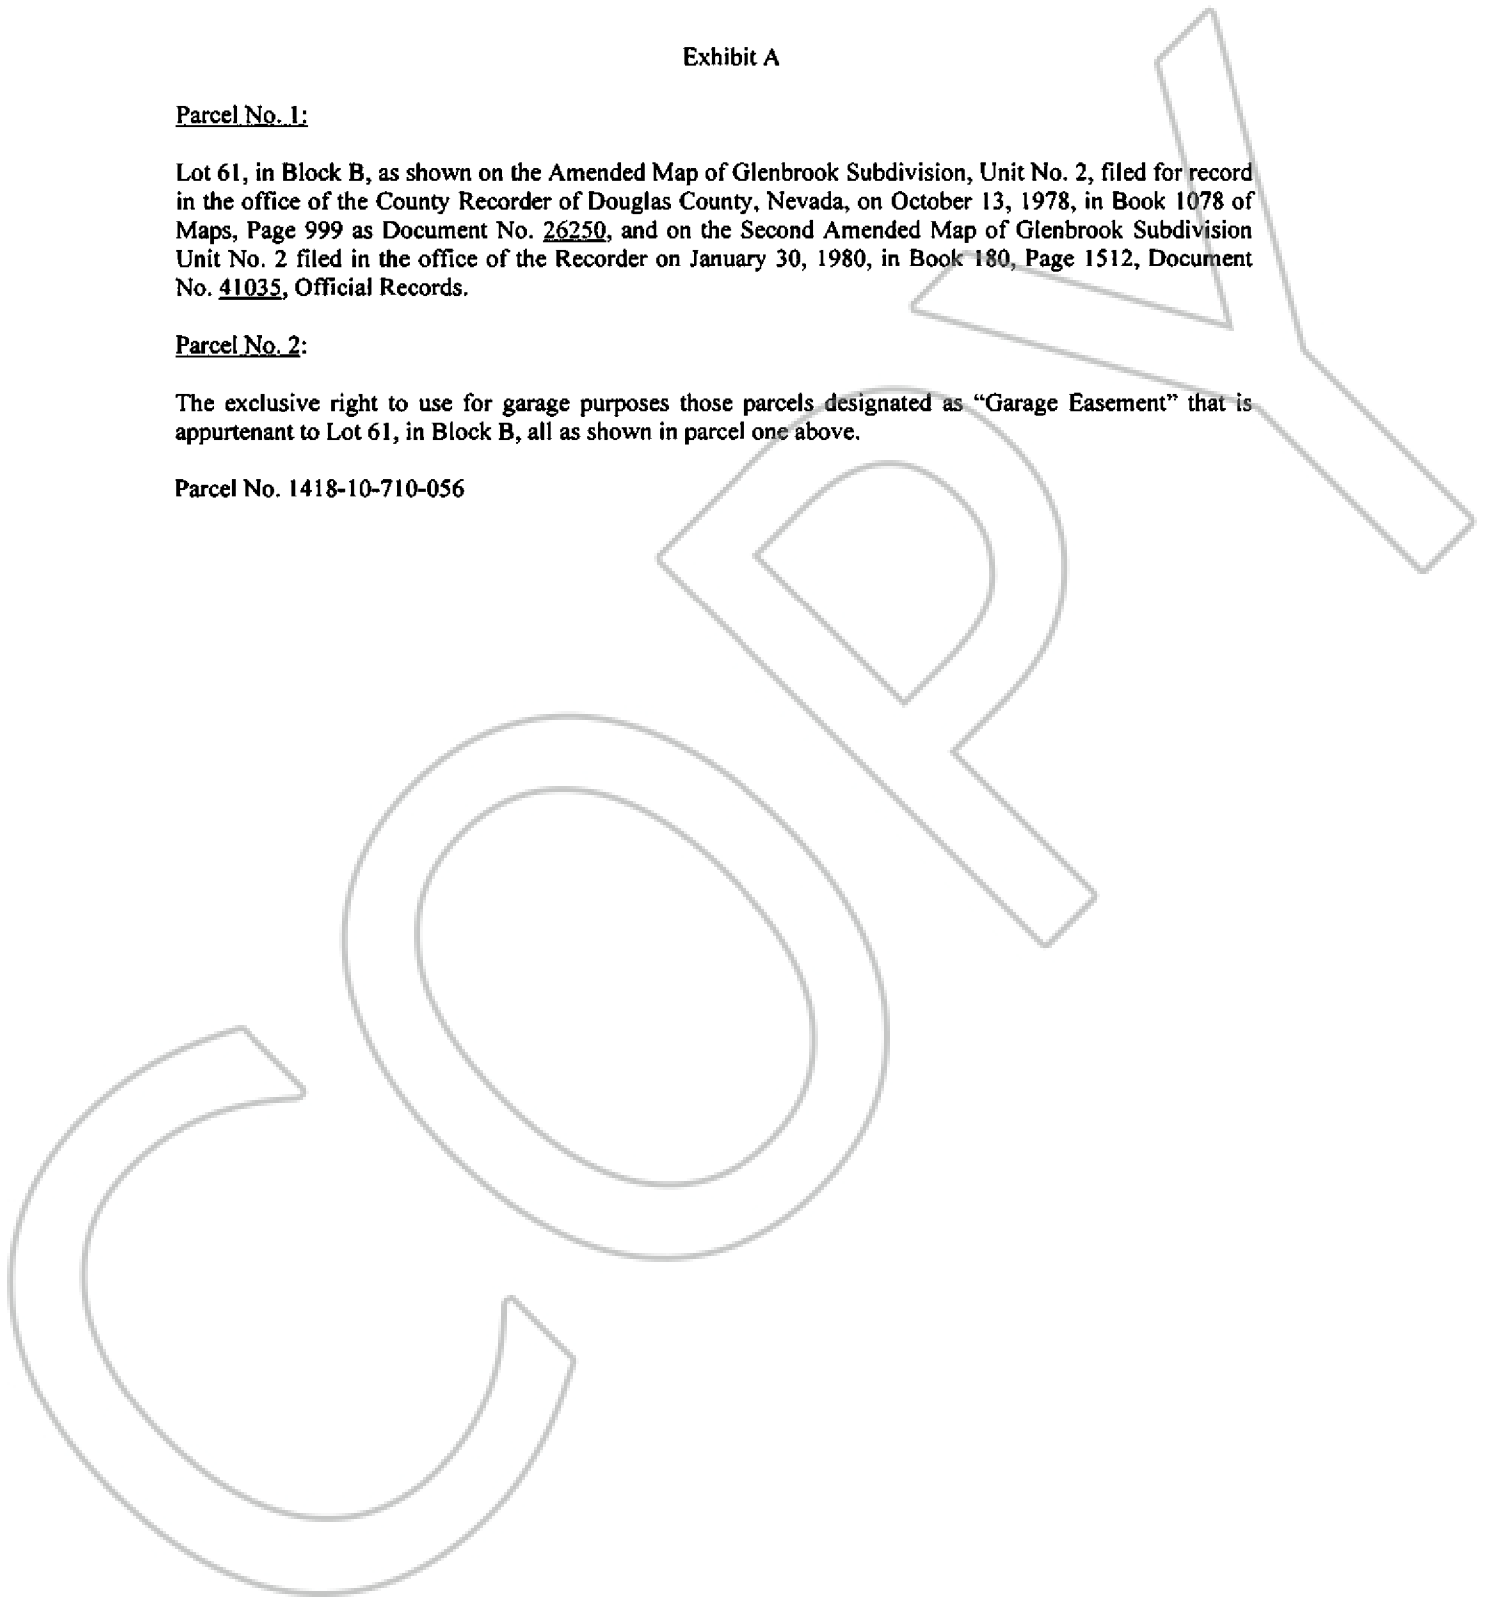 Exhibit A
Parcel No. 1:
Lot 61, in Block B, as shown on the Amended Map of Glenbrook Subdivision, Unit No. 2, filed for record
in the office of the County Recorder of Douglas County, Nevada, on October 13, 1978, in Book 1078 of
Maps, Page 999 as Document No. 26250, and on the Second Amended Map of Glenbrook Subdivision
Unit No. 2 filed in the office of the Recorder on January 30, 1980, in Book 180, Page 1512, Document
No. 41035, Official Records.
Parcel No. 2:
The exclusive right to use for garage purposes those parcels designated as “Garage Easement” that is
appurtenant to Lot 61, in Block B, all as shown in parcel one above.
Parcel No. 1418-10-710-056
COPY